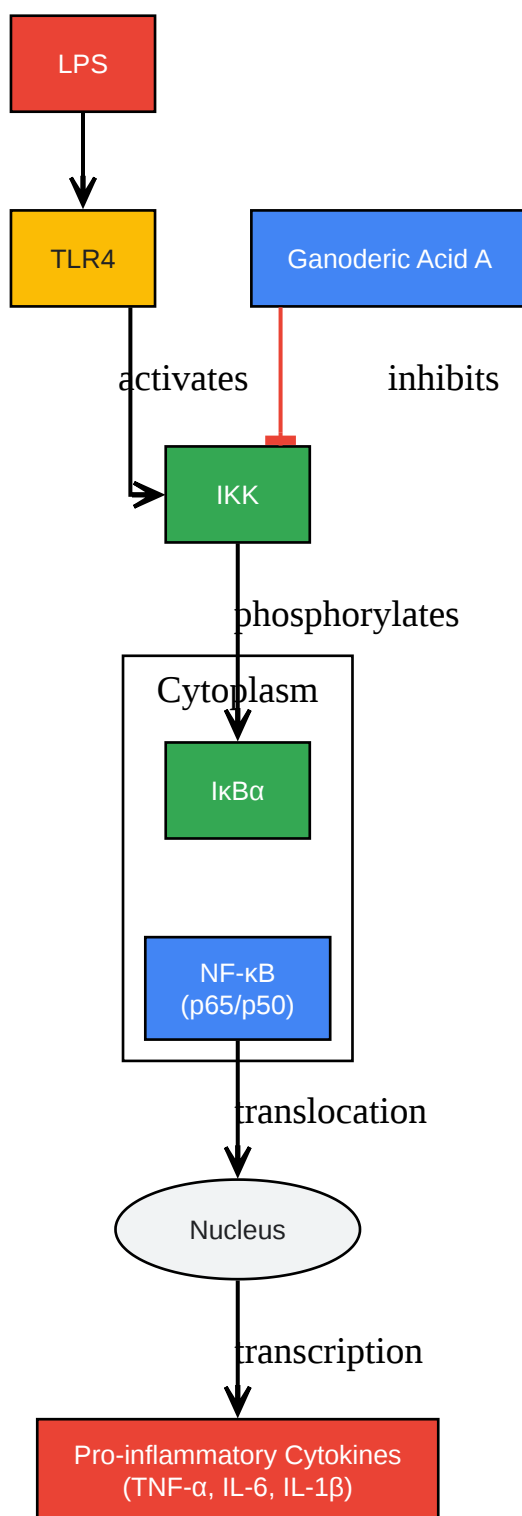 LPS
TLR4
Ganoderic Acid A
activates
inhibits
IKK
phosphorylates
Cytoplasm
IκBα
NF-κB
(p65/p50)
translocation
Nucleus
transcription
Pro-inflammatory Cytokines
(TNF-α, IL-6, IL-1β)